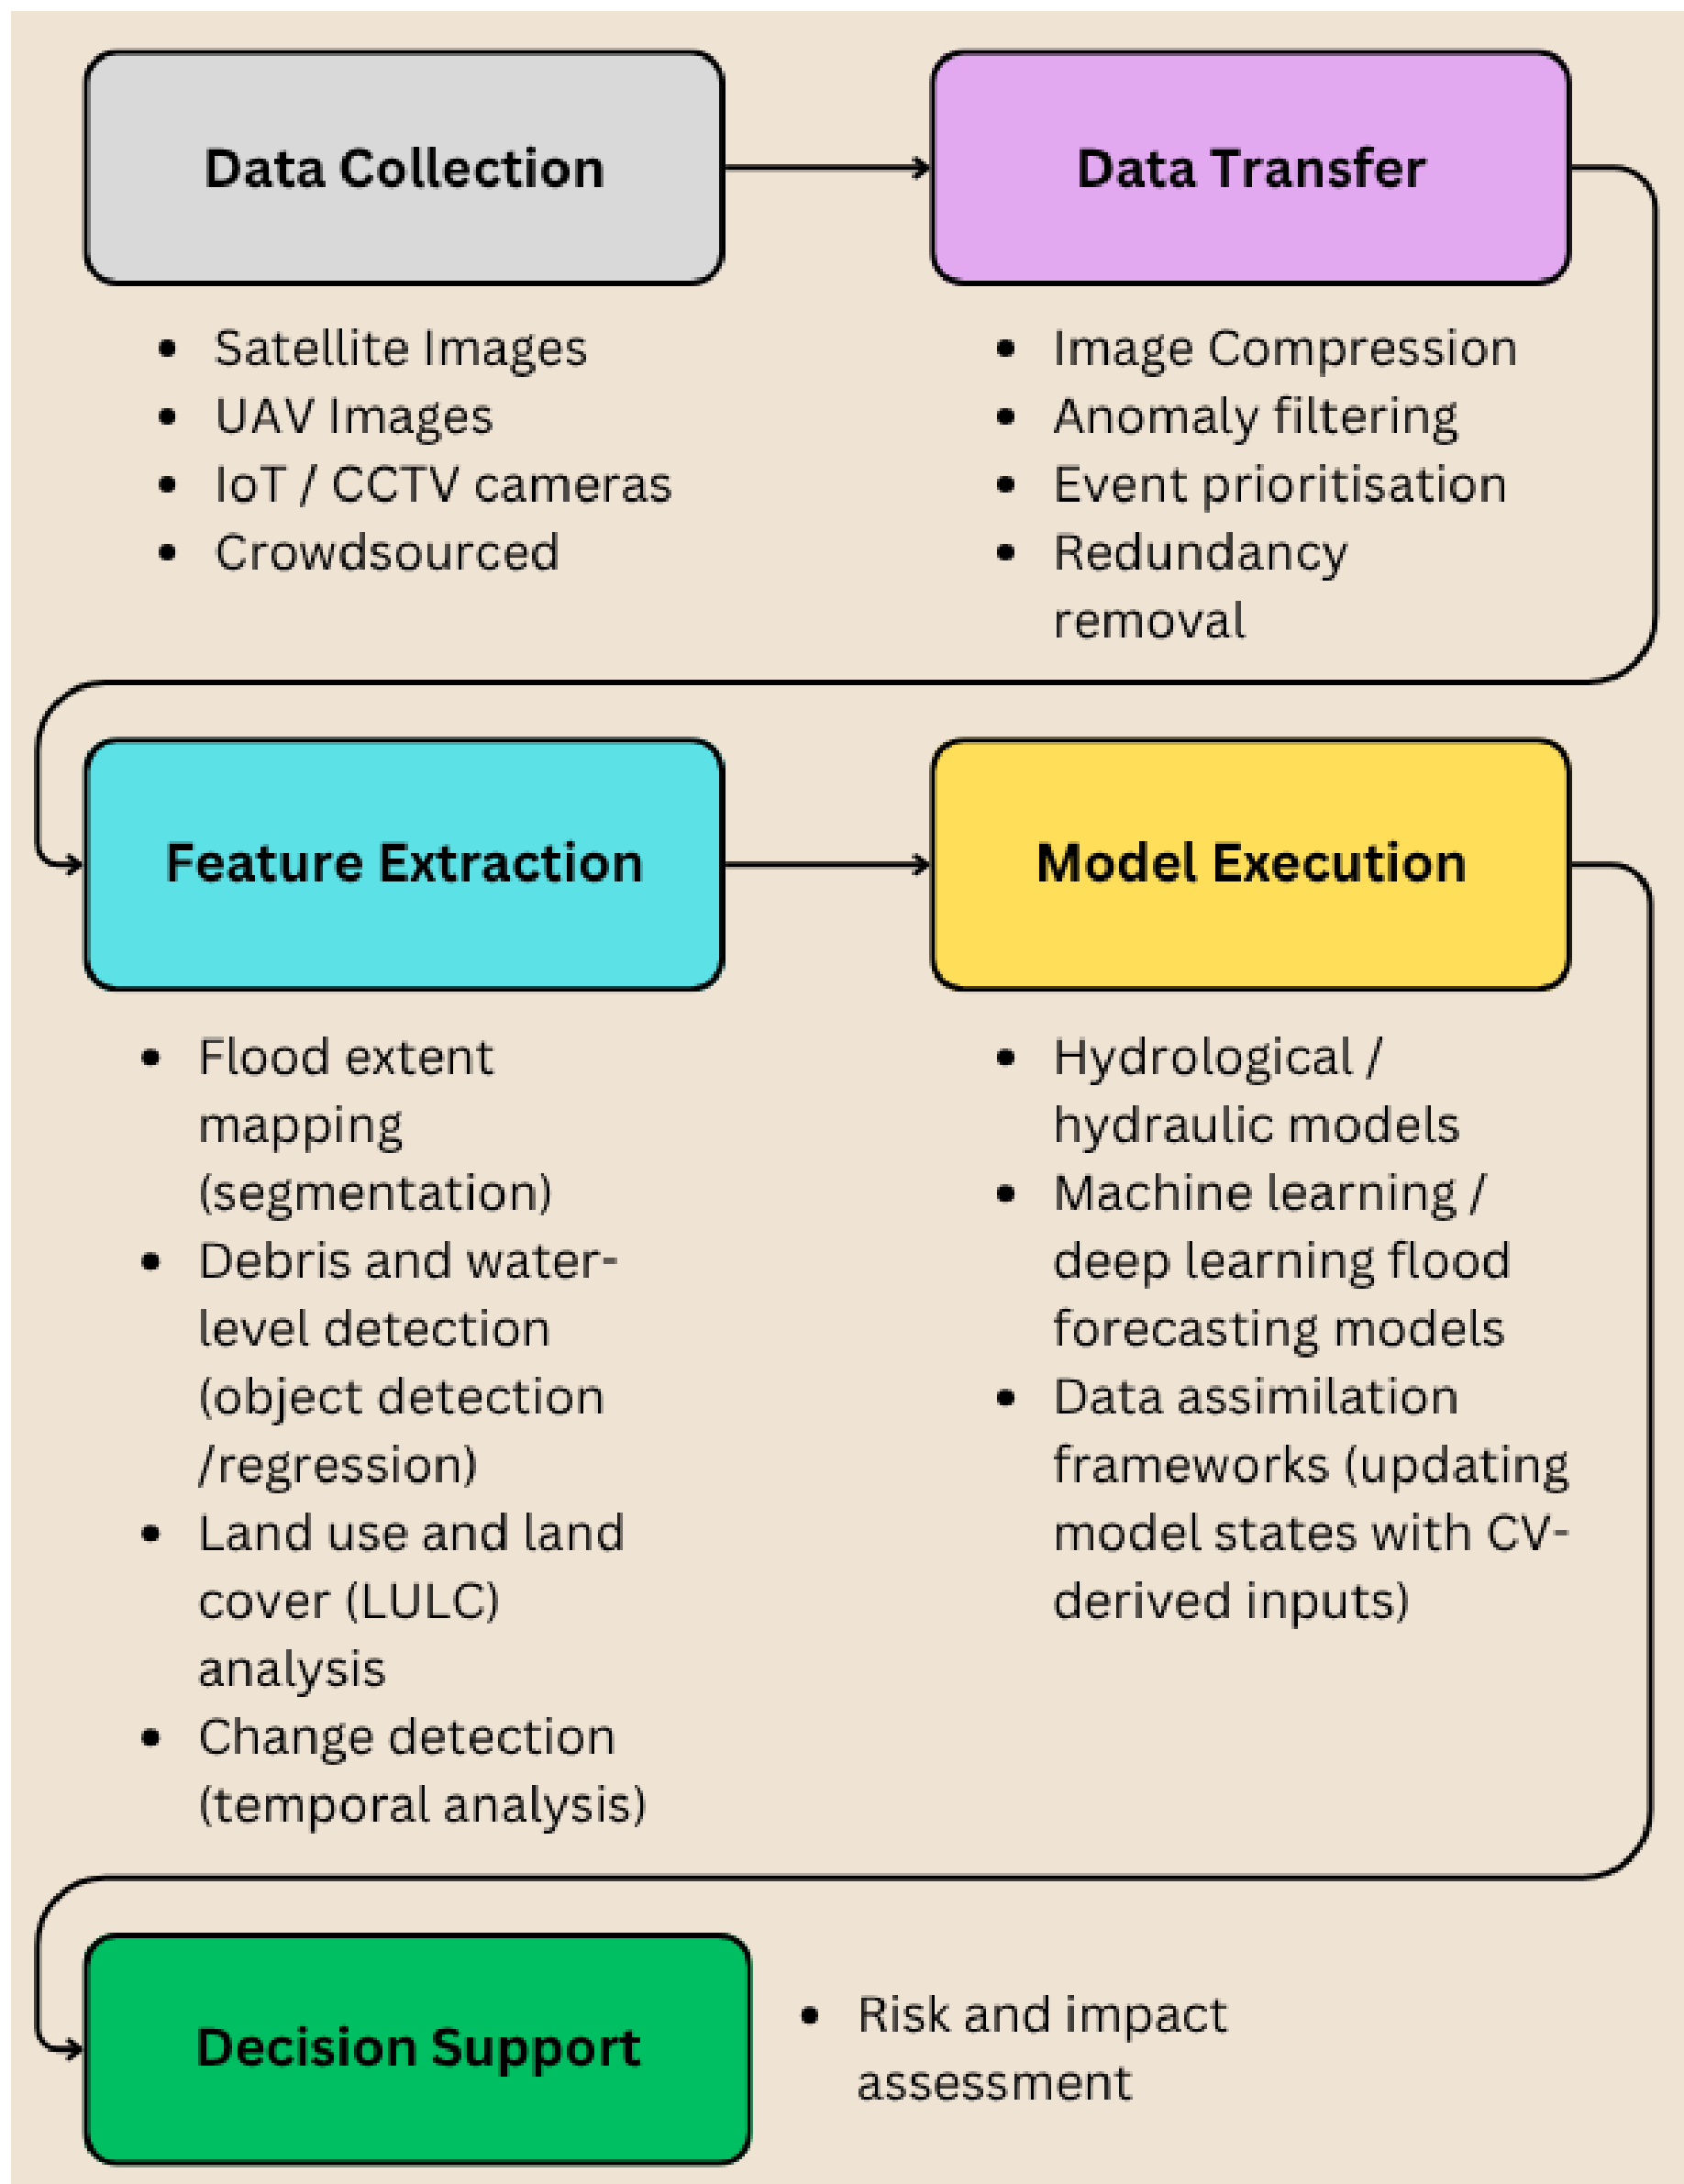 Data Collection
• Satellite Images
• UAV Images
• IoT / CCTV cameras
• Crowdsourced
Data Transfer
• Image Compression
• Anomaly filtering
• Event prioritisation
• Redundancy
removal
Feature Extraction
• Flood extent
mapping
(segmentation)
• Debris and water-
level detection
(object detection
/regression)
• Land use and land
cover (LULC)
analysis
• Change detection
(temporal analysis)
Model Execution
• Hydrological /
hydraulic models
• Machine learning /
deep learning flood
forecasting models
• Data assimilation
frameworks (updating
model states with CV-
derived inputs)
Decision Support
• Risk and impact
assessment